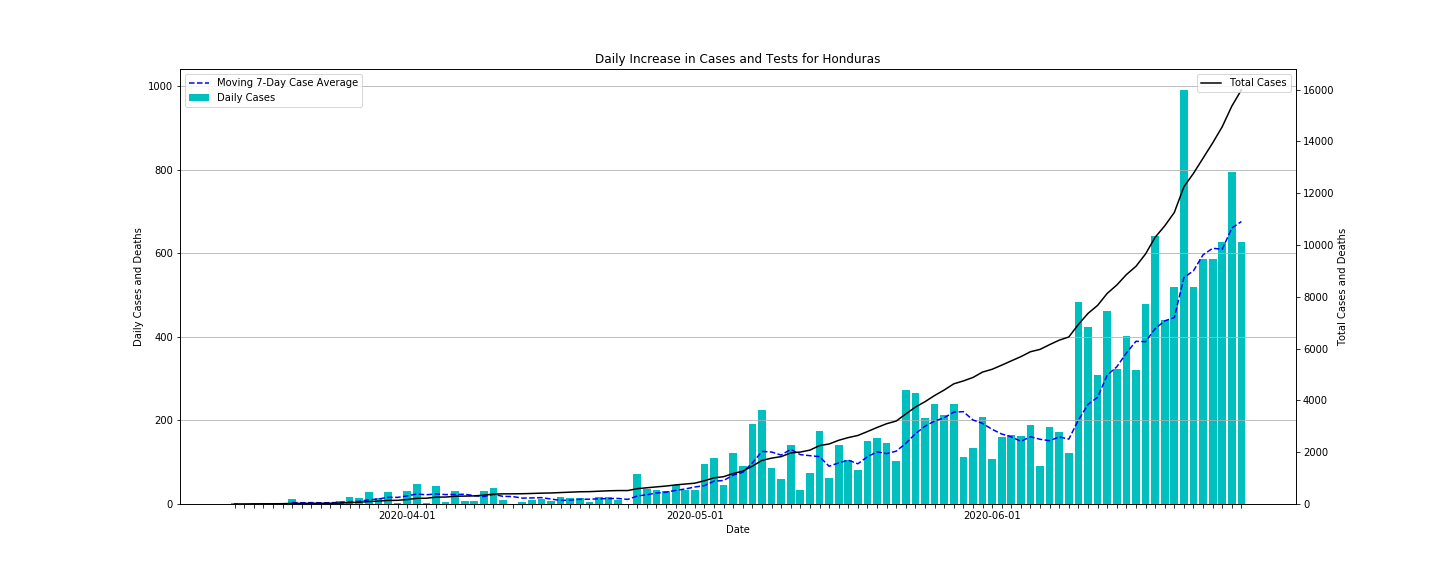 Daily Increase in Cases and Tests for Honduras
Moving 7-Day Case Average
Daily Cases
Total Cases
1000
800
600
400
200
0
Daily Cases and Deaths
16000
14000
12000
10000
8000
6000
4000
2000
0
Total Cases and Deaths
2020-04-01
2020-05-01
2020-06-01
Date